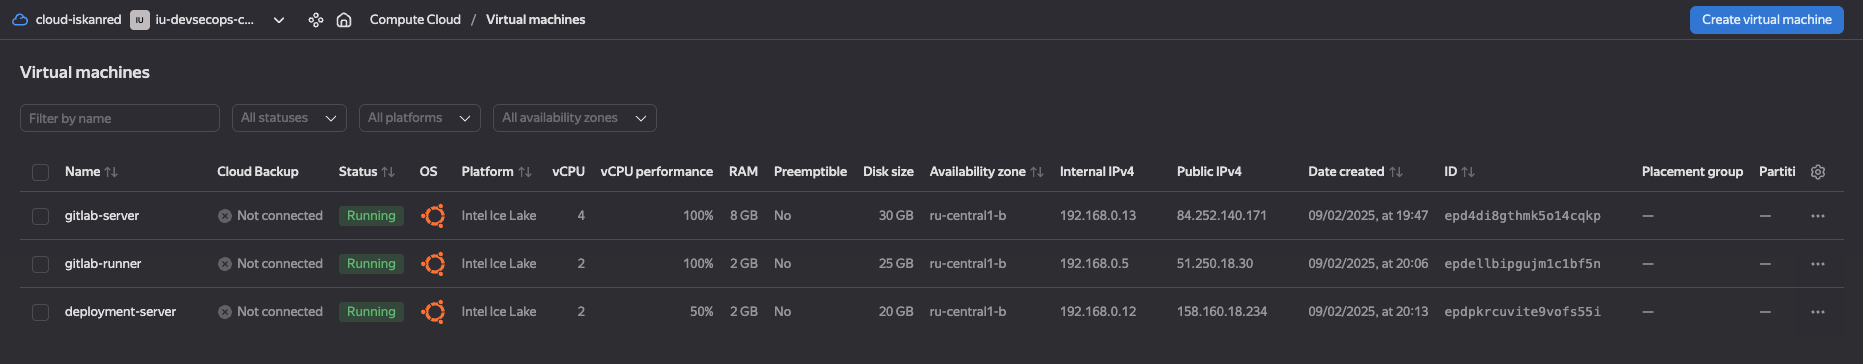 cloud-iskanred IU iu-devsecops-c... Compute Cloud / Virtual machines Create virtual machine
Virtual machines
Filter by name All statuses All platforms All availability zones
Name Cloud Backup Status OS Platform vCPU vCPU performance RAM Preemptible Disk size Availability zone Internal IPv4 Public IPv4 Date created ID Placement group Partiti
gitlab-server Not connected Running Intel Ice Lake 4 100% 8 GB No 30 GB ru-central1-b 192.168.0.13 84.252.140.171 09/02/2025, at 19:47 epd4di8gthmk5o14cqkp — — ...
gitlab-runner Not connected Running Intel Ice Lake 2 100% 2 GB No 25 GB ru-central1-b 192.168.0.5 51.250.18.30 09/02/2025, at 20:06 epdellbipgujm1c1bf5n — — ...
deployment-server Not connected Running Intel Ice Lake 2 50% 2 GB No 20 GB ru-central1-b 192.168.0.12 158.160.18.234 09/02/2025, at 20:13 epdpkrcuvite9vofs55i — — ...